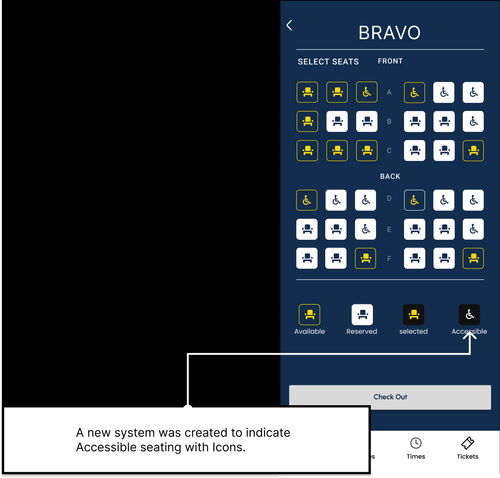 BRAVO
SELECT SEATS FRONT
A
B
C
BACK
D
E
F
Available Reserved selected Accessible
Check Out
A new system was created to indicate
Accessible seating with Icons.
Times Tickets